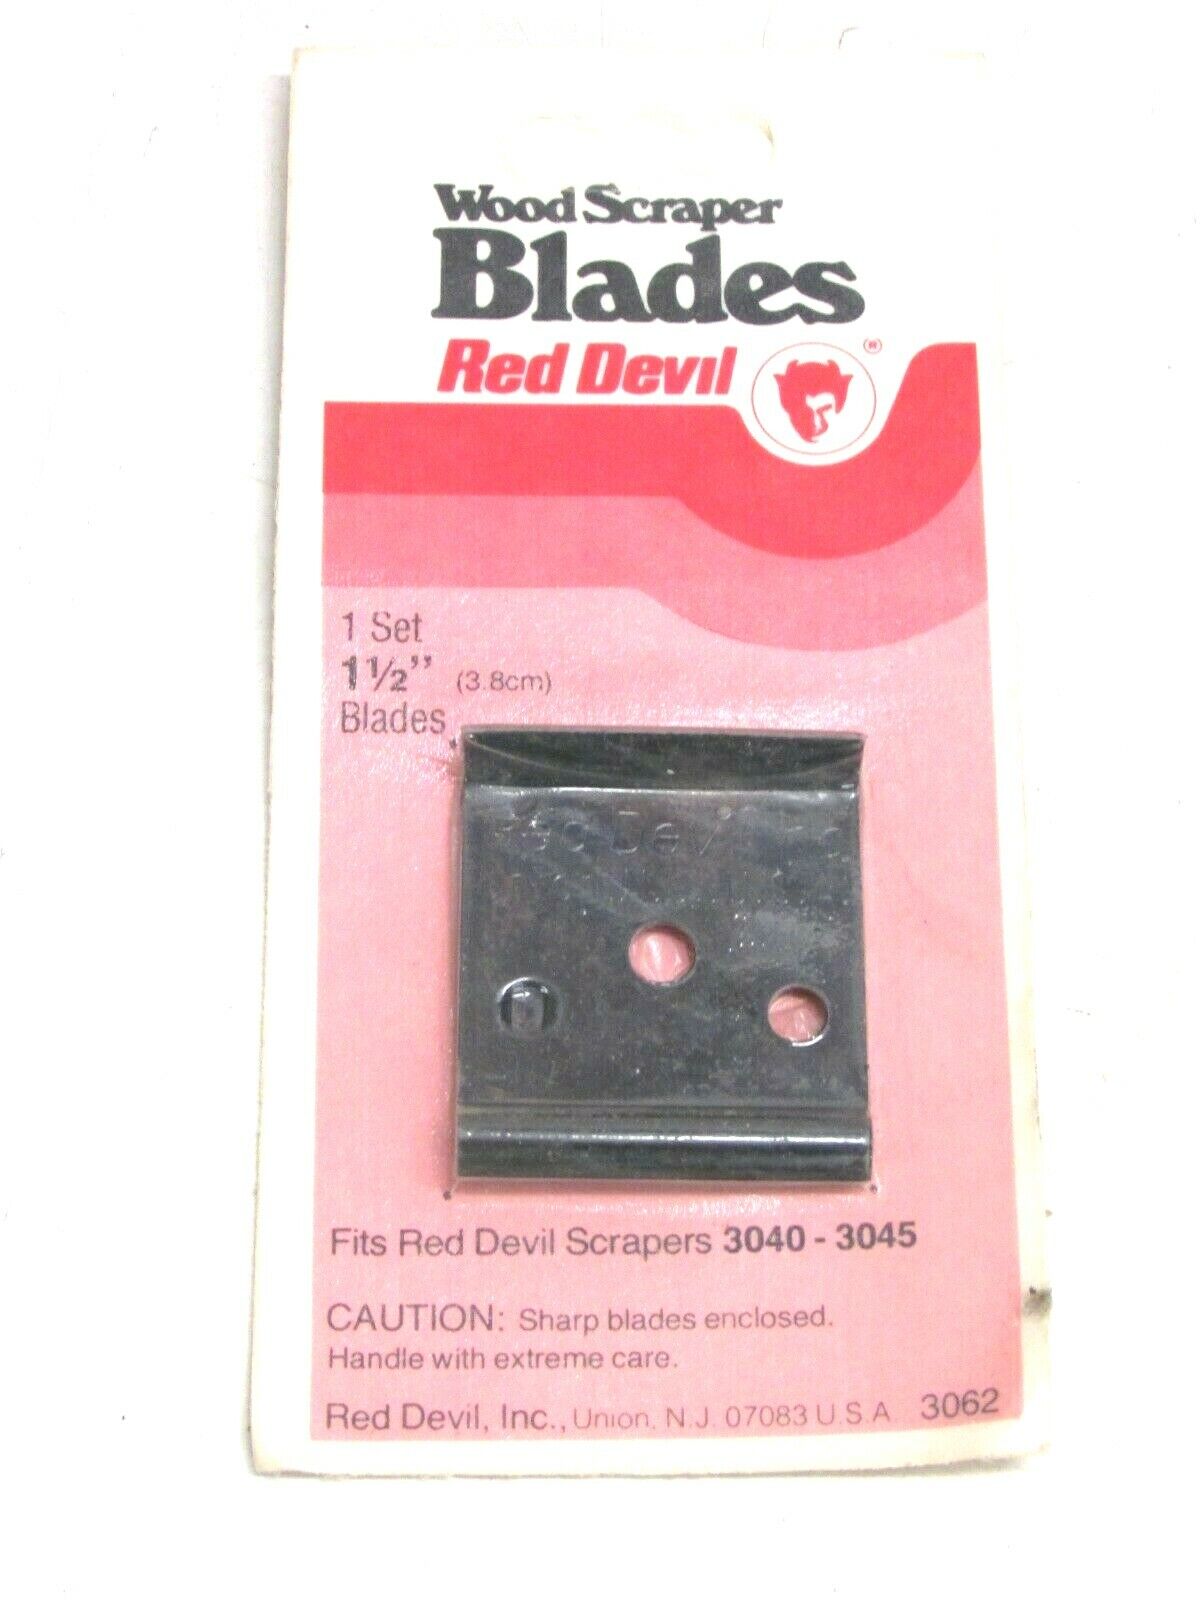 Wood Scraper
Blades
Red Devil ®
1 Set
1½” (3.8cm)
Blades
Fits Red Devil Scrapers 3040 - 3045
CAUTION: Sharp blades enclosed.
Handle with extreme care.
Red Devil, Inc., Union, N.J. 07083 U.S.A. 3062